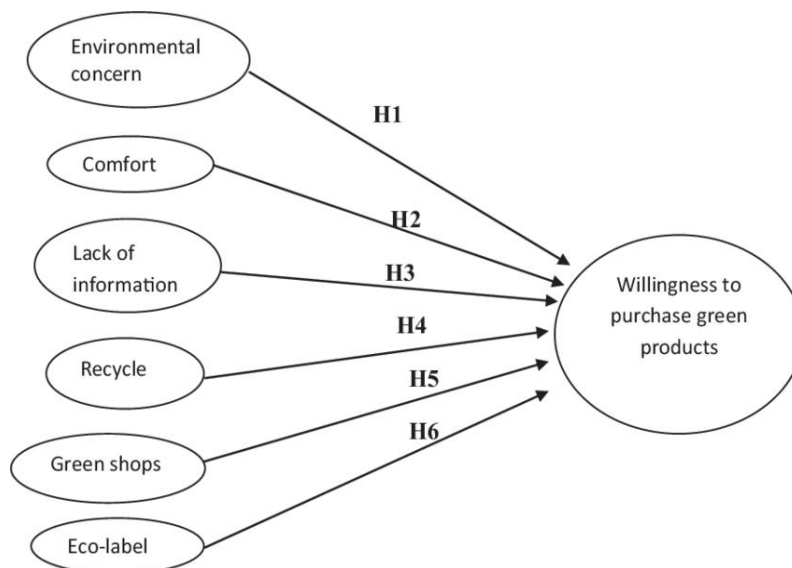 Environmental
concern
H1
Comfort
H2
Lack of
information
H3
Willingness to
purchase green
products
H4
Recycle
H5
H6
Green shops
Eco-label